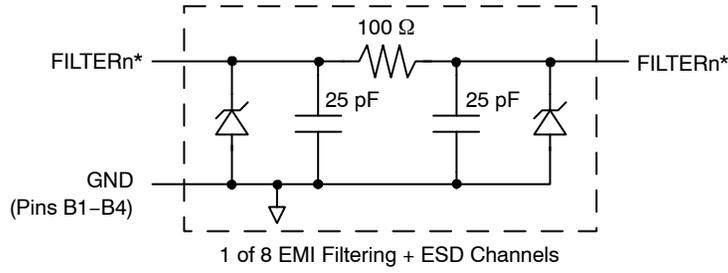 100 Ω
FILTERn*
FILTERn*
25 pF
25 pF
GND
(Pins B1−B4)
1 of 8 EMI Filtering + ESD Channels